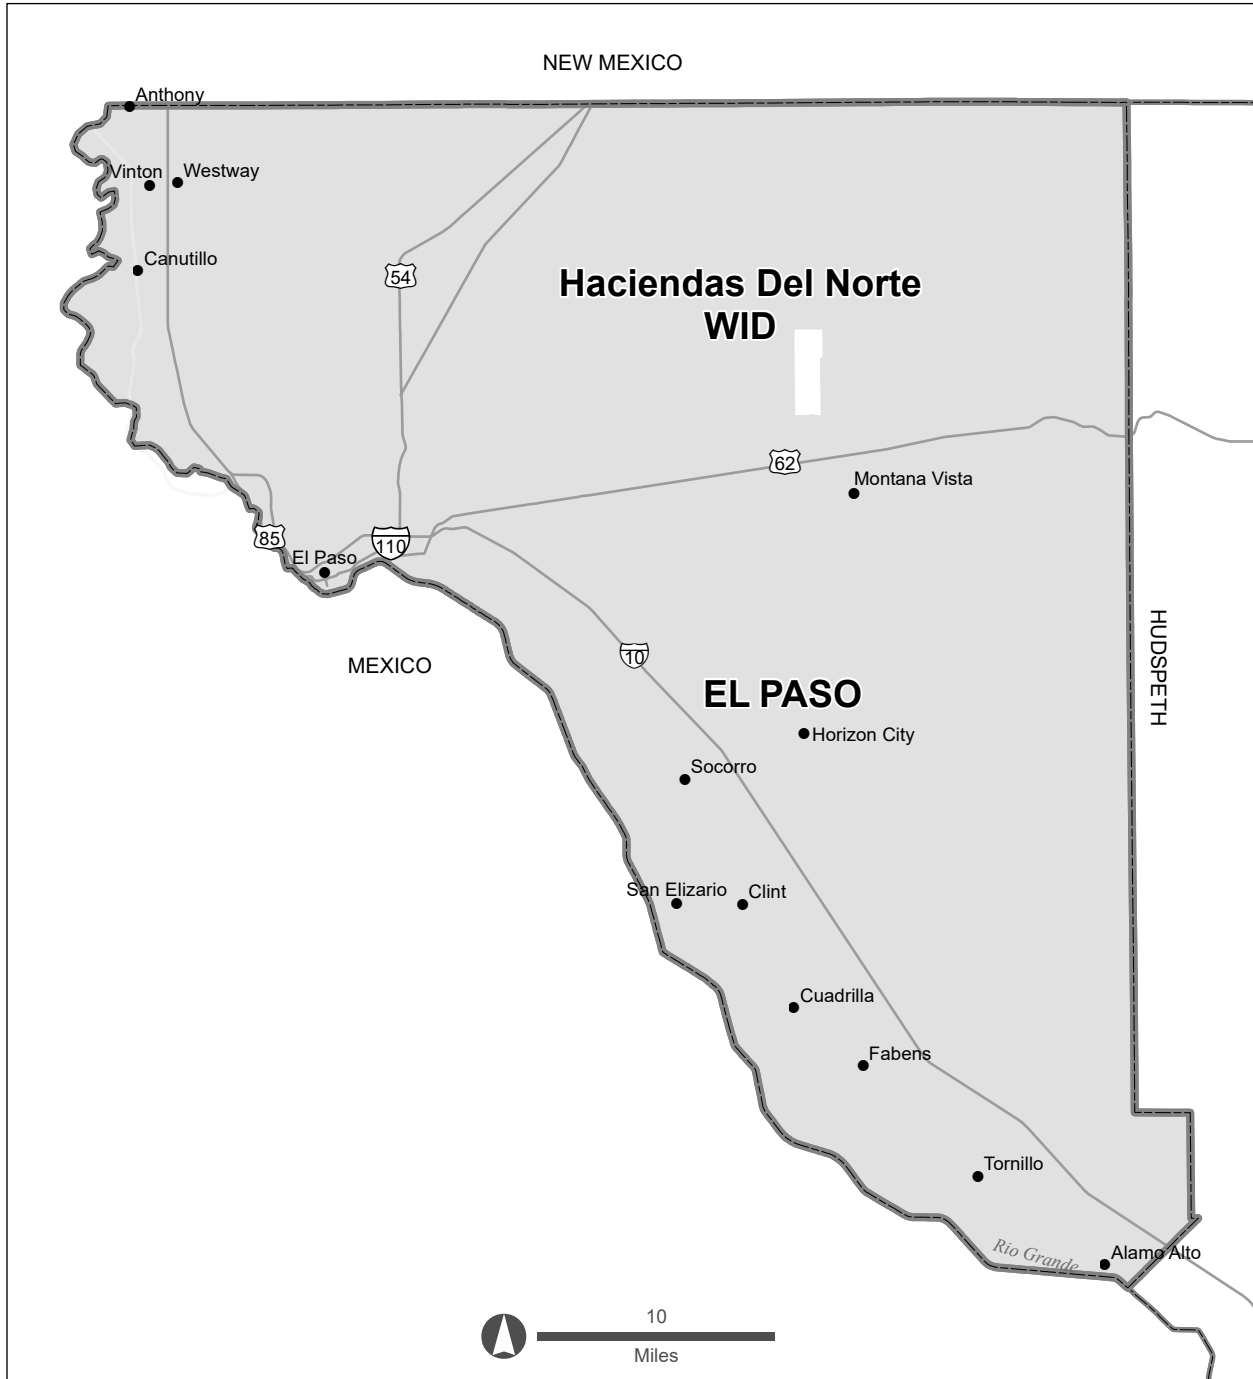 NEW MEXICO
Anthony
Vinton
Westway
Canutillo
54
Haciendas Del Norte
WID
62
Montana Vista
85
110
El Paso
HUDSPETH
MEXICO
10
EL PASO
Horizon City
Socorro
San Elizario
Clint
Cuadrilla
Fabens
Tornillo
Rio Grande
Alamo Alto
10
Miles